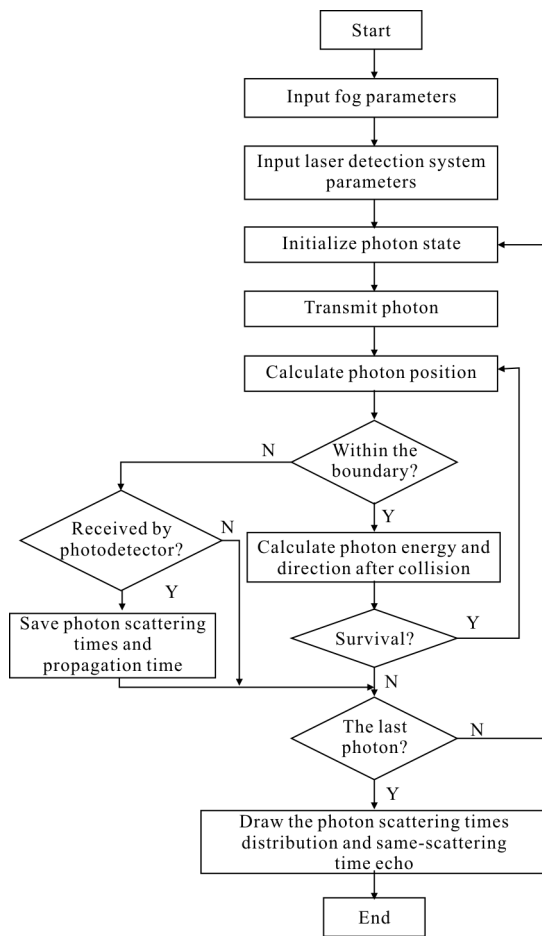 Start
Input fog parameters
Input laser detection system
parameters
Initialize photon state
Transmit photon
Calculate photon position
Within the
boundary?
N
Y
Received by
photodetector?
N
Y
Calculate photon energy and
direction after collision
Save photon scattering
times and
propagation time
Survival?
Y
N
The last
photon?
N
Y
Draw the photon scattering times
distribution and same-scattering
time echo
End